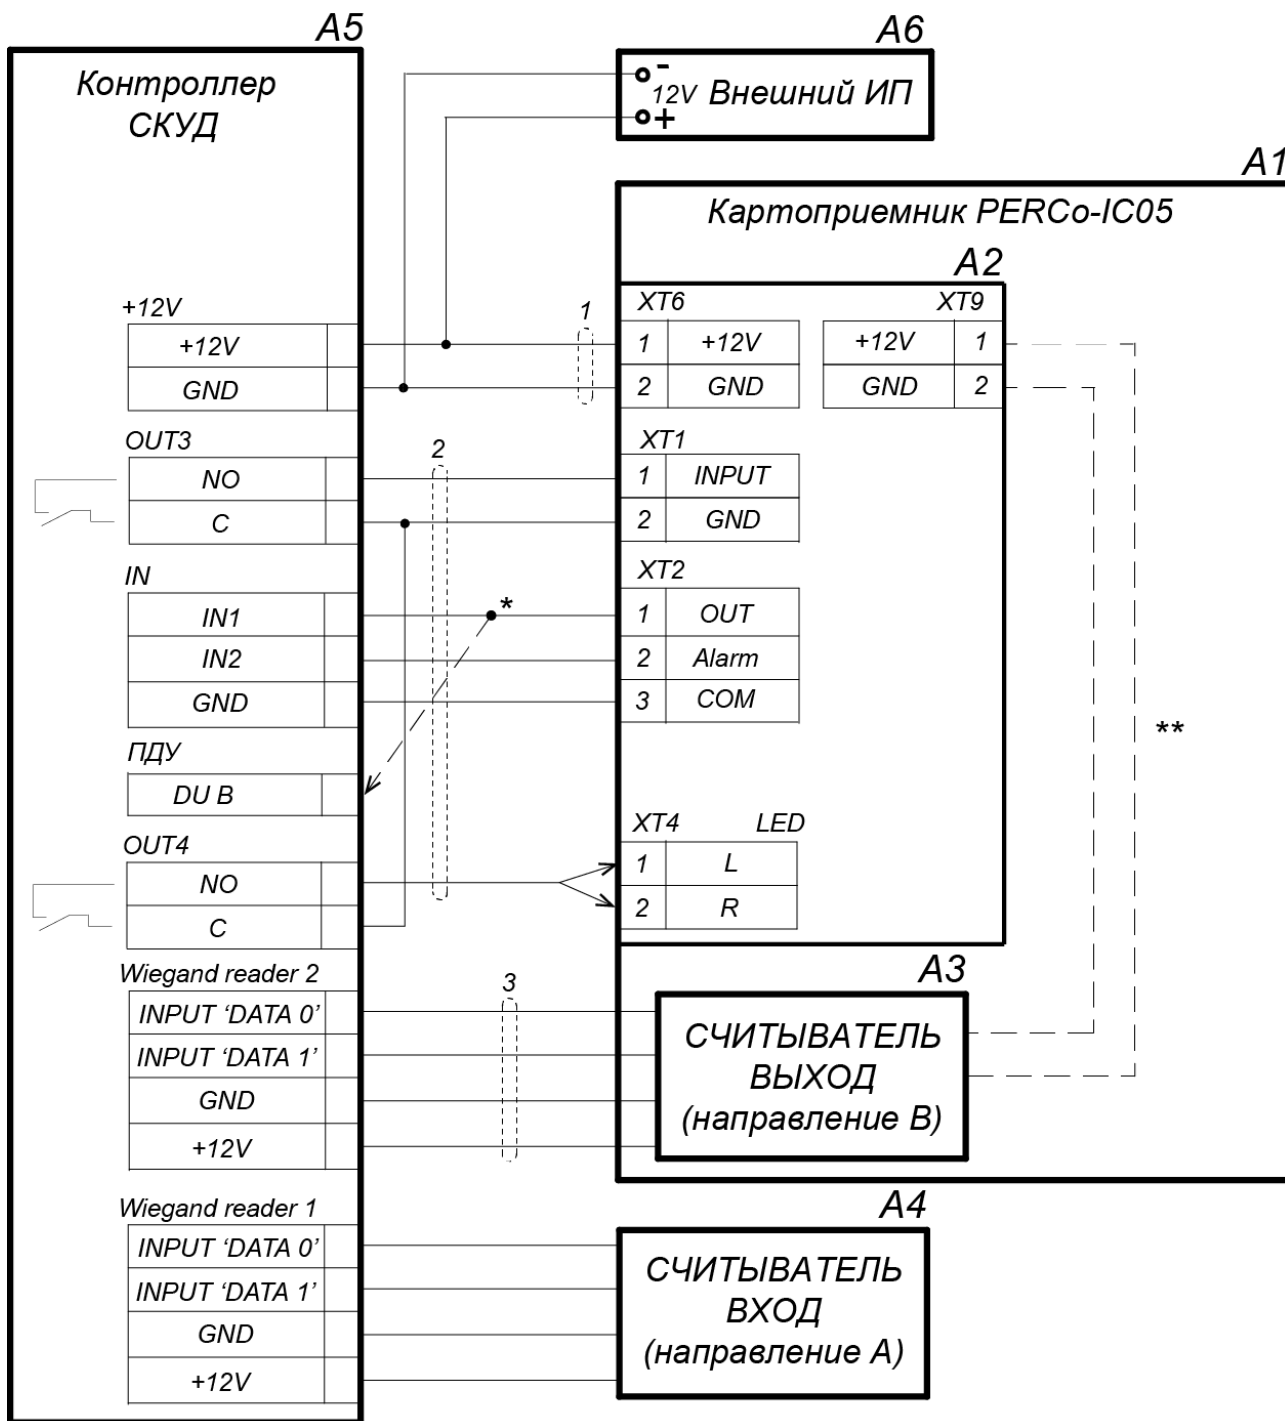 A5
Контроллер
СКУД
A6
-
12V Внешний ИП
+
A1
Картоприемник PERCo-IC05
A2
+12V
+12V
GND
1
XT6
1 +12V
2 GND
XT9
+12V 1
GND 2
OUT3
NO
C
2
XT1
1 INPUT
2 GND
IN
IN1
IN2
GND
*
XT2
1 OUT
2 Alarm
3 COM
**
ПДУ
DU B
OUT4
NO
C
XT4 LED
1 L
2 R
Wiegand reader 2
INPUT ‘DATA 0’
INPUT ‘DATA 1’
GND
+12V
3
A3
СЧИТЫВАТЕЛЬ
ВЫХОД
(направление В)
Wiegand reader 1
INPUT ‘DATA 0’
INPUT ‘DATA 1’
GND
+12V
A4
СЧИТЫВАТЕЛЬ
ВХОД
(направление А)